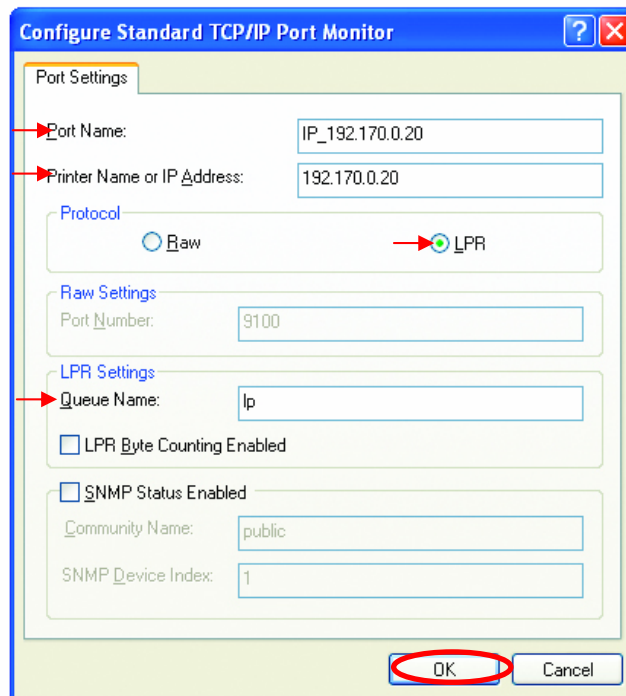 Configure Standard TCP/IP Port Monitor
Port Settings
Port Name: IP_192.170.0.20
Printer Name or IP Address: 192.170.0.20
Protocol
Raw LPR
Raw Settings
Port Number: 9100
LPR Settings
Queue Name: lp
LPR Byte Counting Enabled
SNMP Status Enabled
Community Name: public
SNMP Device Index: 1
OK Cancel